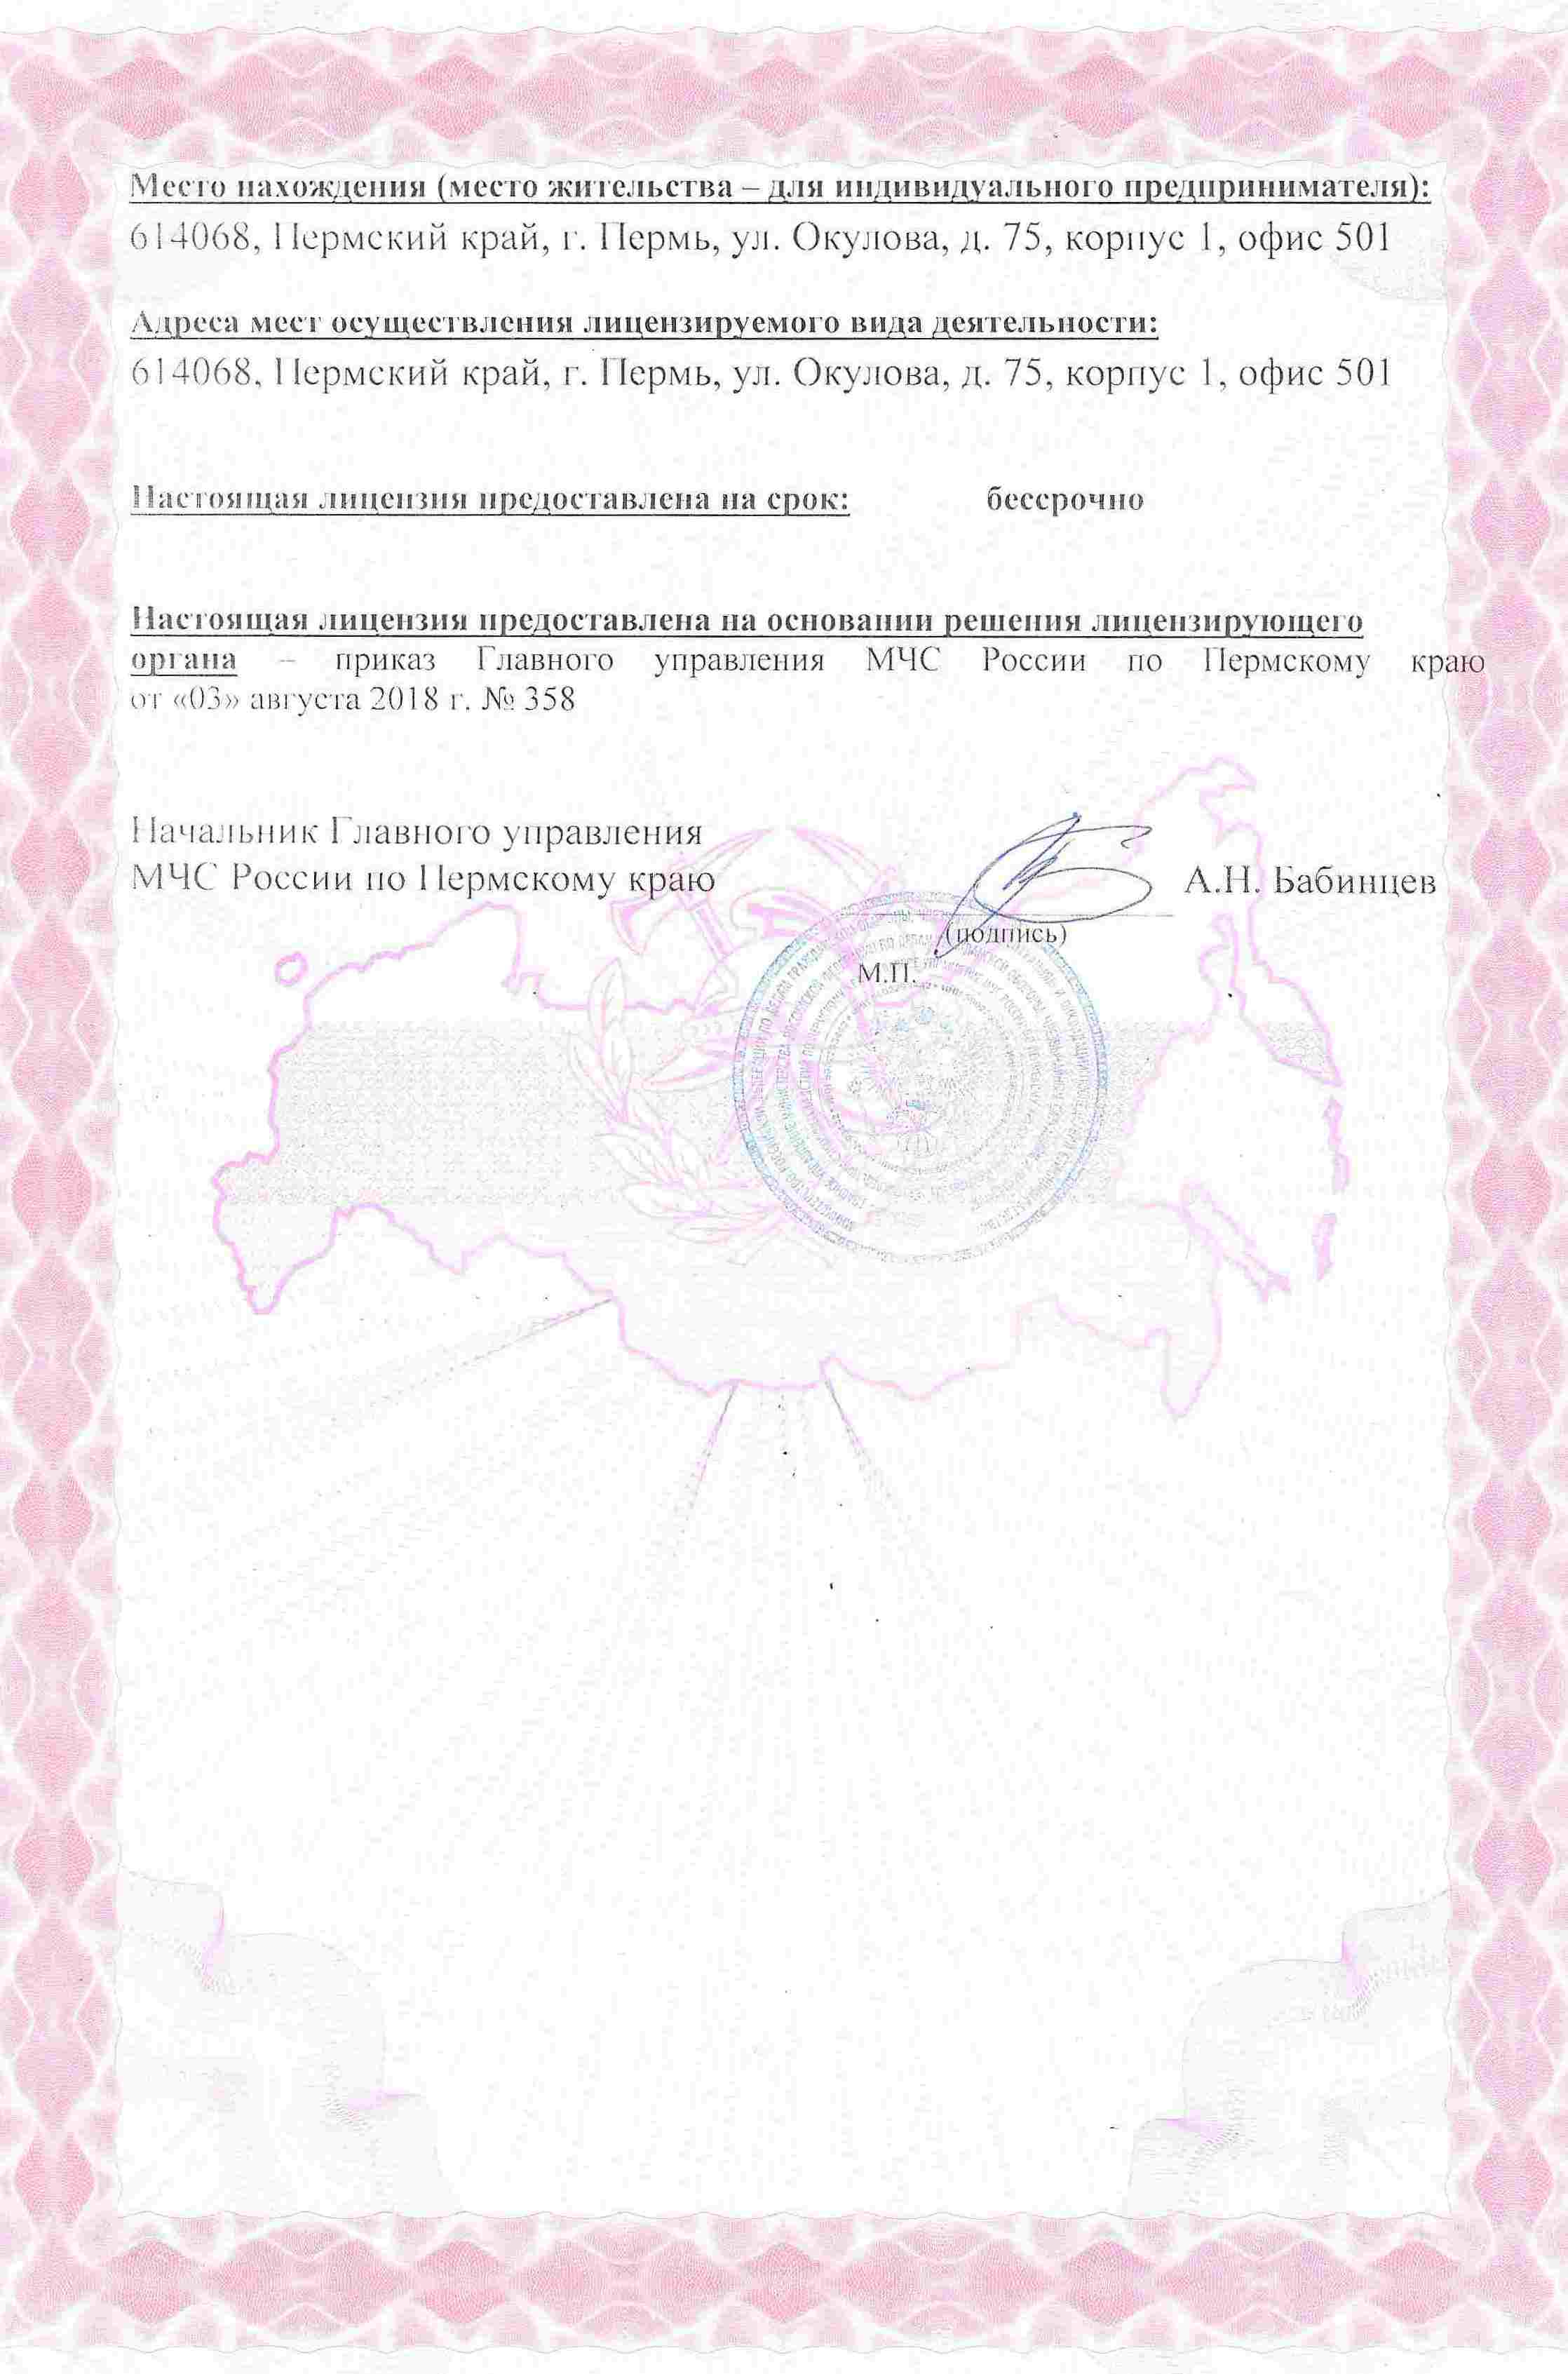 Место нахождения (место жительства – для индивидуального предпринимателя):
614068, Пермский край, г. Пермь, ул. Окулова, д. 75, корпус 1, офис 501
Адреса мест осуществления лицензируемого вида деятельности:
614068, Пермский край, г. Пермь, ул. Окулова, д. 75, корпус 1, офис 501
Настоящая лицензия предоставлена на срок: бессрочно
Настоящая лицензия предоставлена на основании решения лицензирующего
органа – приказ Главного управления МЧС России по Пермскому краю
от «03» августа 2018 г. № 358
Начальник Главного управления
МЧС России по Пермскому краю А.Н. Бабинцев
(подпись)
М.П.